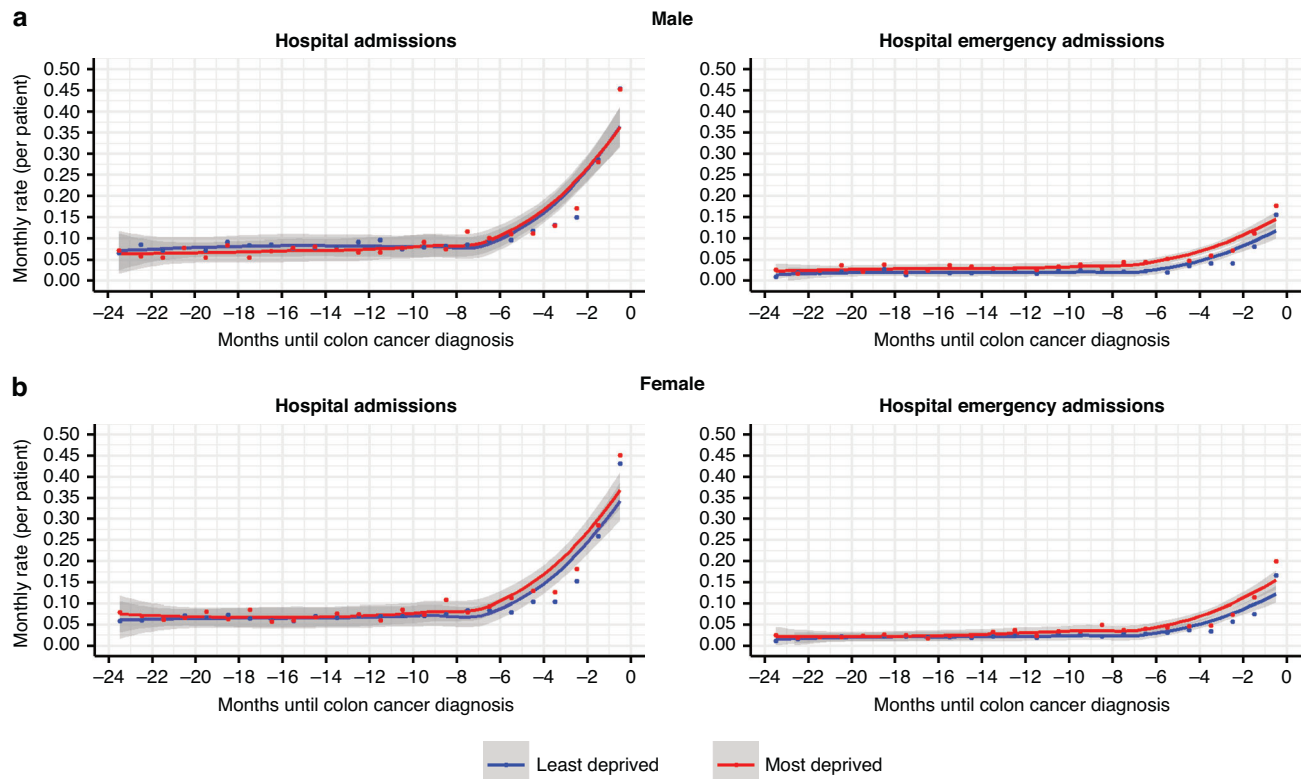 a
Male
Hospital admissions
Hospital emergency admissions
Monthly rate (per patient)
0.50
0.45
0.40
0.35
0.30
0.25
0.20
0.15
0.10
0.05
0.00
–24 –22 –20 –18 –16 –14 –12 –10 –8 –6 –4 –2 0
Months until colon cancer diagnosis
0.50
0.45
0.40
0.35
0.30
0.25
0.20
0.15
0.10
0.05
0.00
–24 –22 –20 –18 –16 –14 –12 –10 –8 –6 –4 –2 0
Months until colon cancer diagnosis
b
Female
Hospital admissions
Hospital emergency admissions
Monthly rate (per patient)
0.50
0.45
0.40
0.35
0.30
0.25
0.20
0.15
0.10
0.05
0.00
–24 –22 –20 –18 –16 –14 –12 –10 –8 –6 –4 –2 0
Months until colon cancer diagnosis
0.50
0.45
0.40
0.35
0.30
0.25
0.20
0.15
0.10
0.05
0.00
–24 –22 –20 –18 –16 –14 –12 –10 –8 –6 –4 –2 0
Months until colon cancer diagnosis
Least deprived
Most deprived